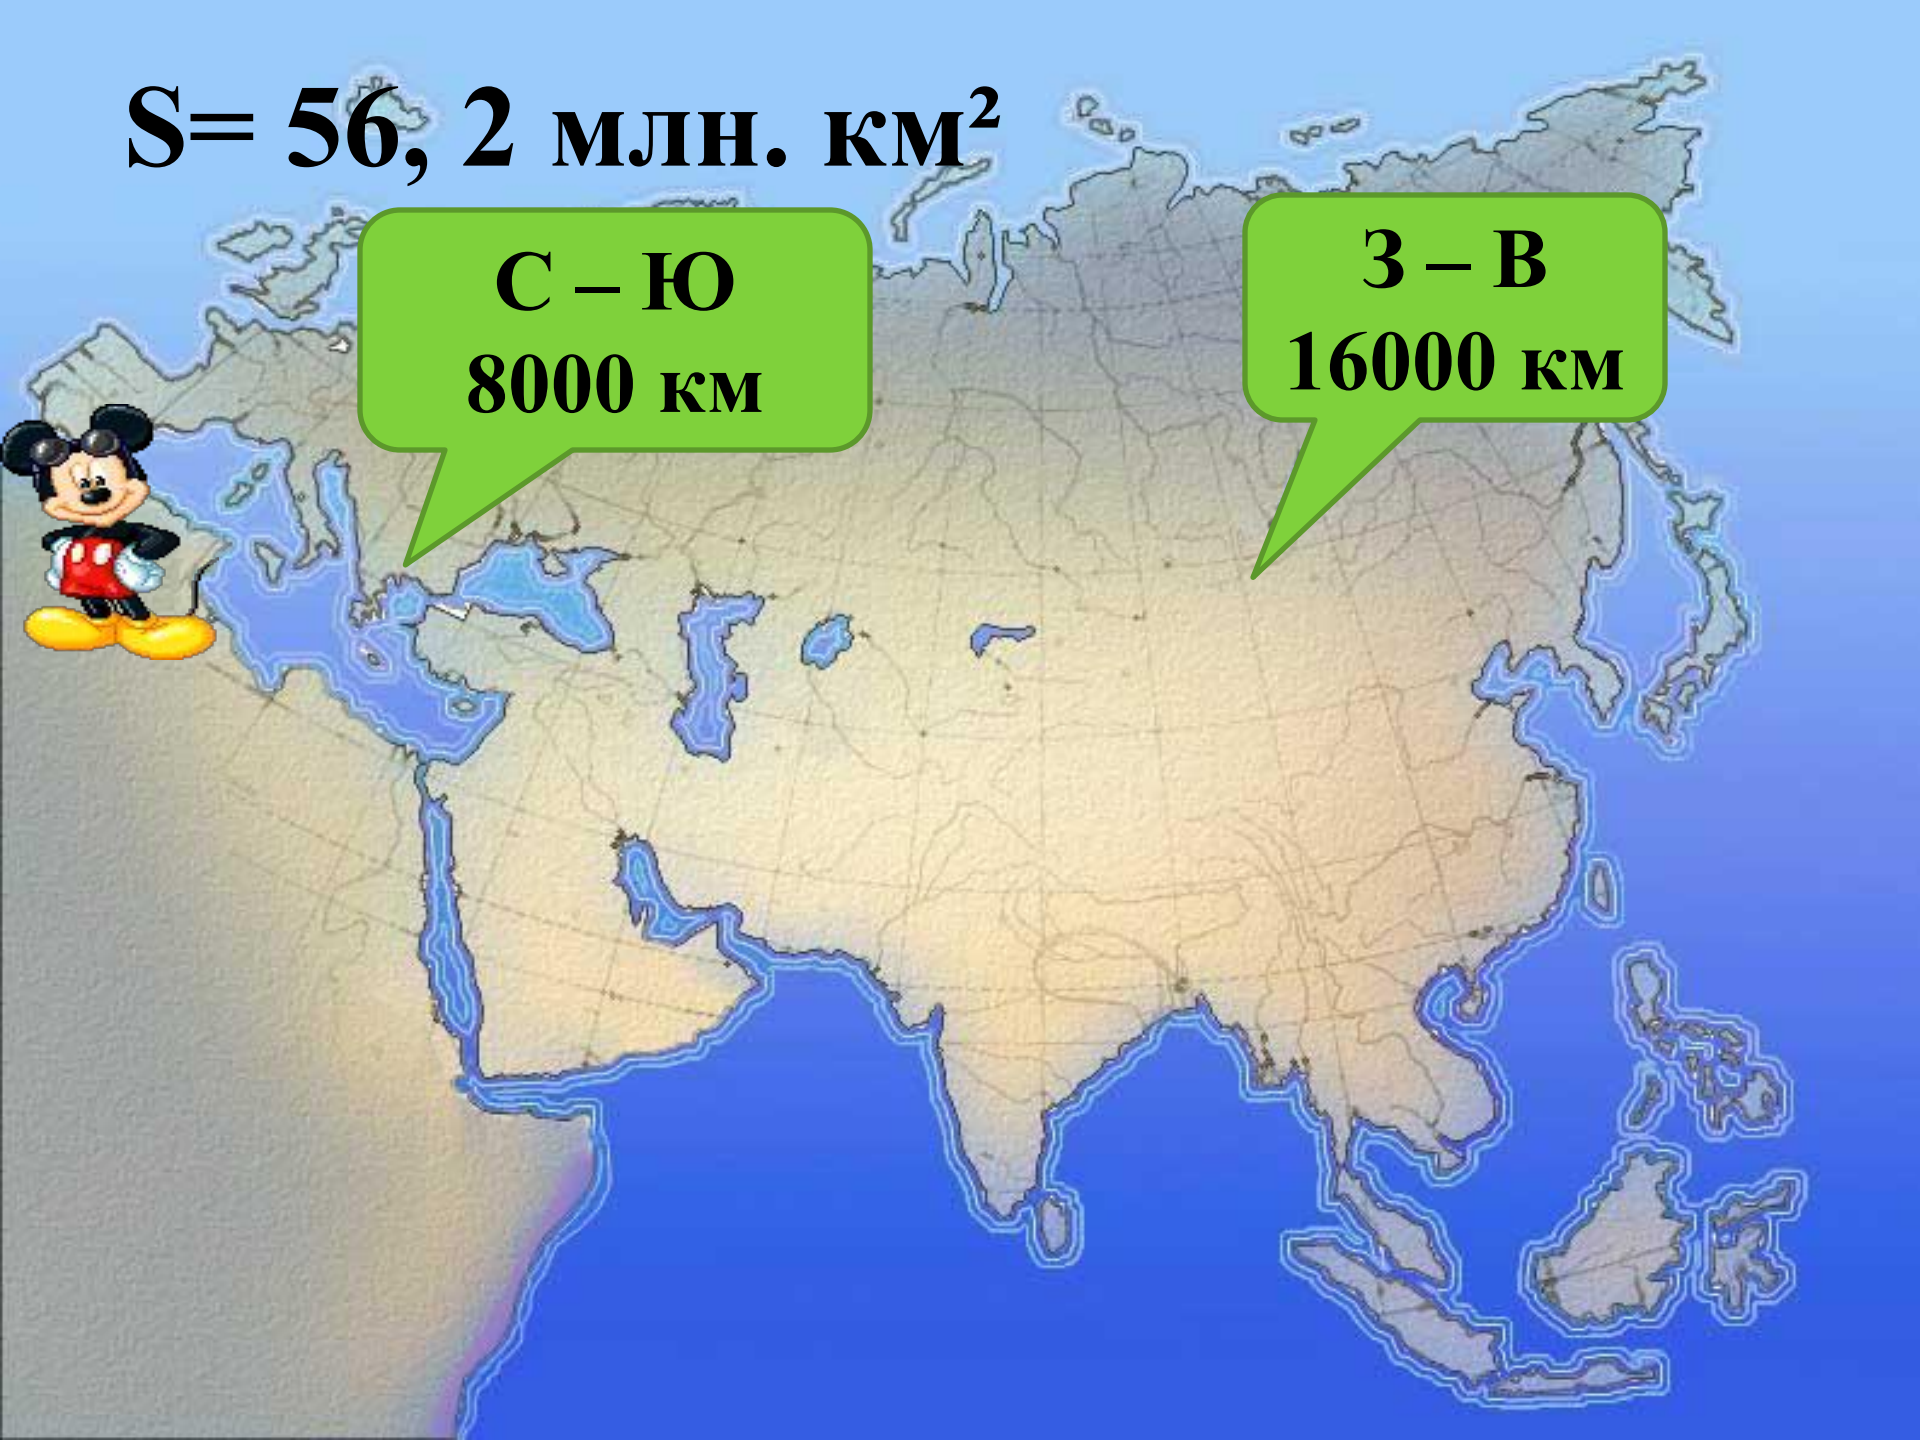 S= 56, 2 млн. км²
С – Ю
8000 км
З – В
16000 км